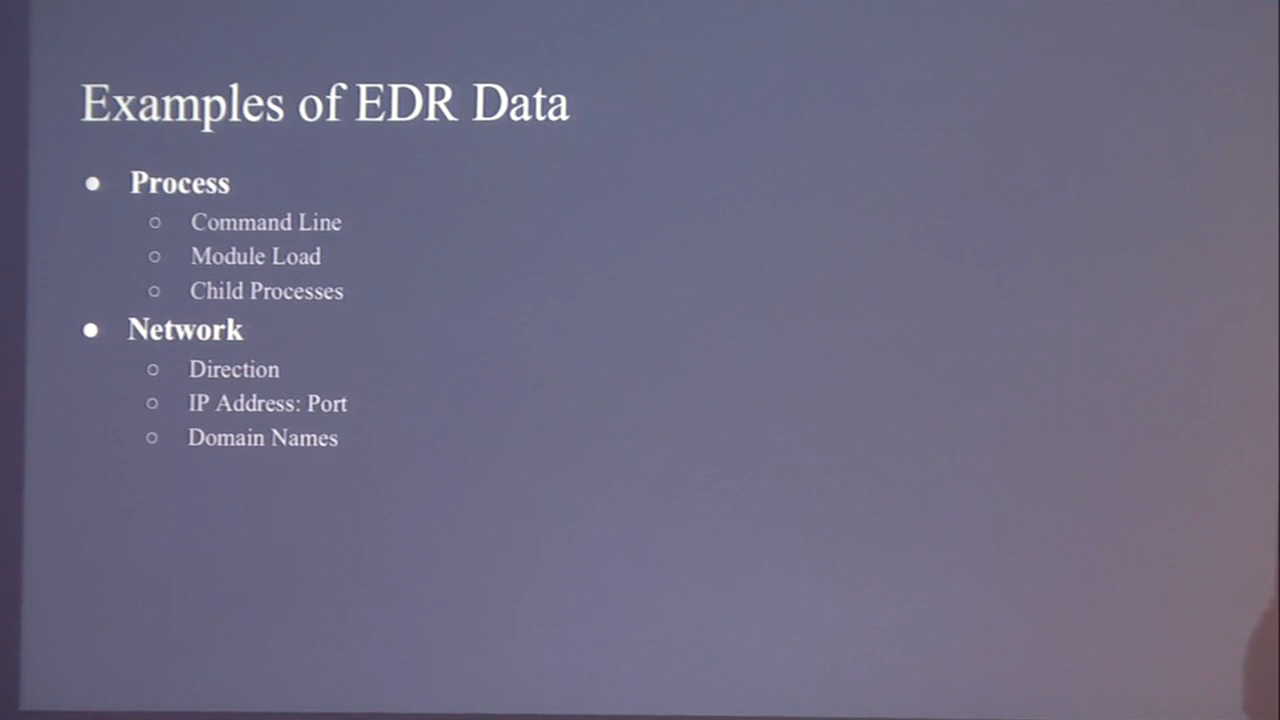 Examples of EDR Data
● Process
○ Command Line
○ Module Load
○ Child Processes
● Network
○ Direction
○ IP Address: Port
○ Domain Names